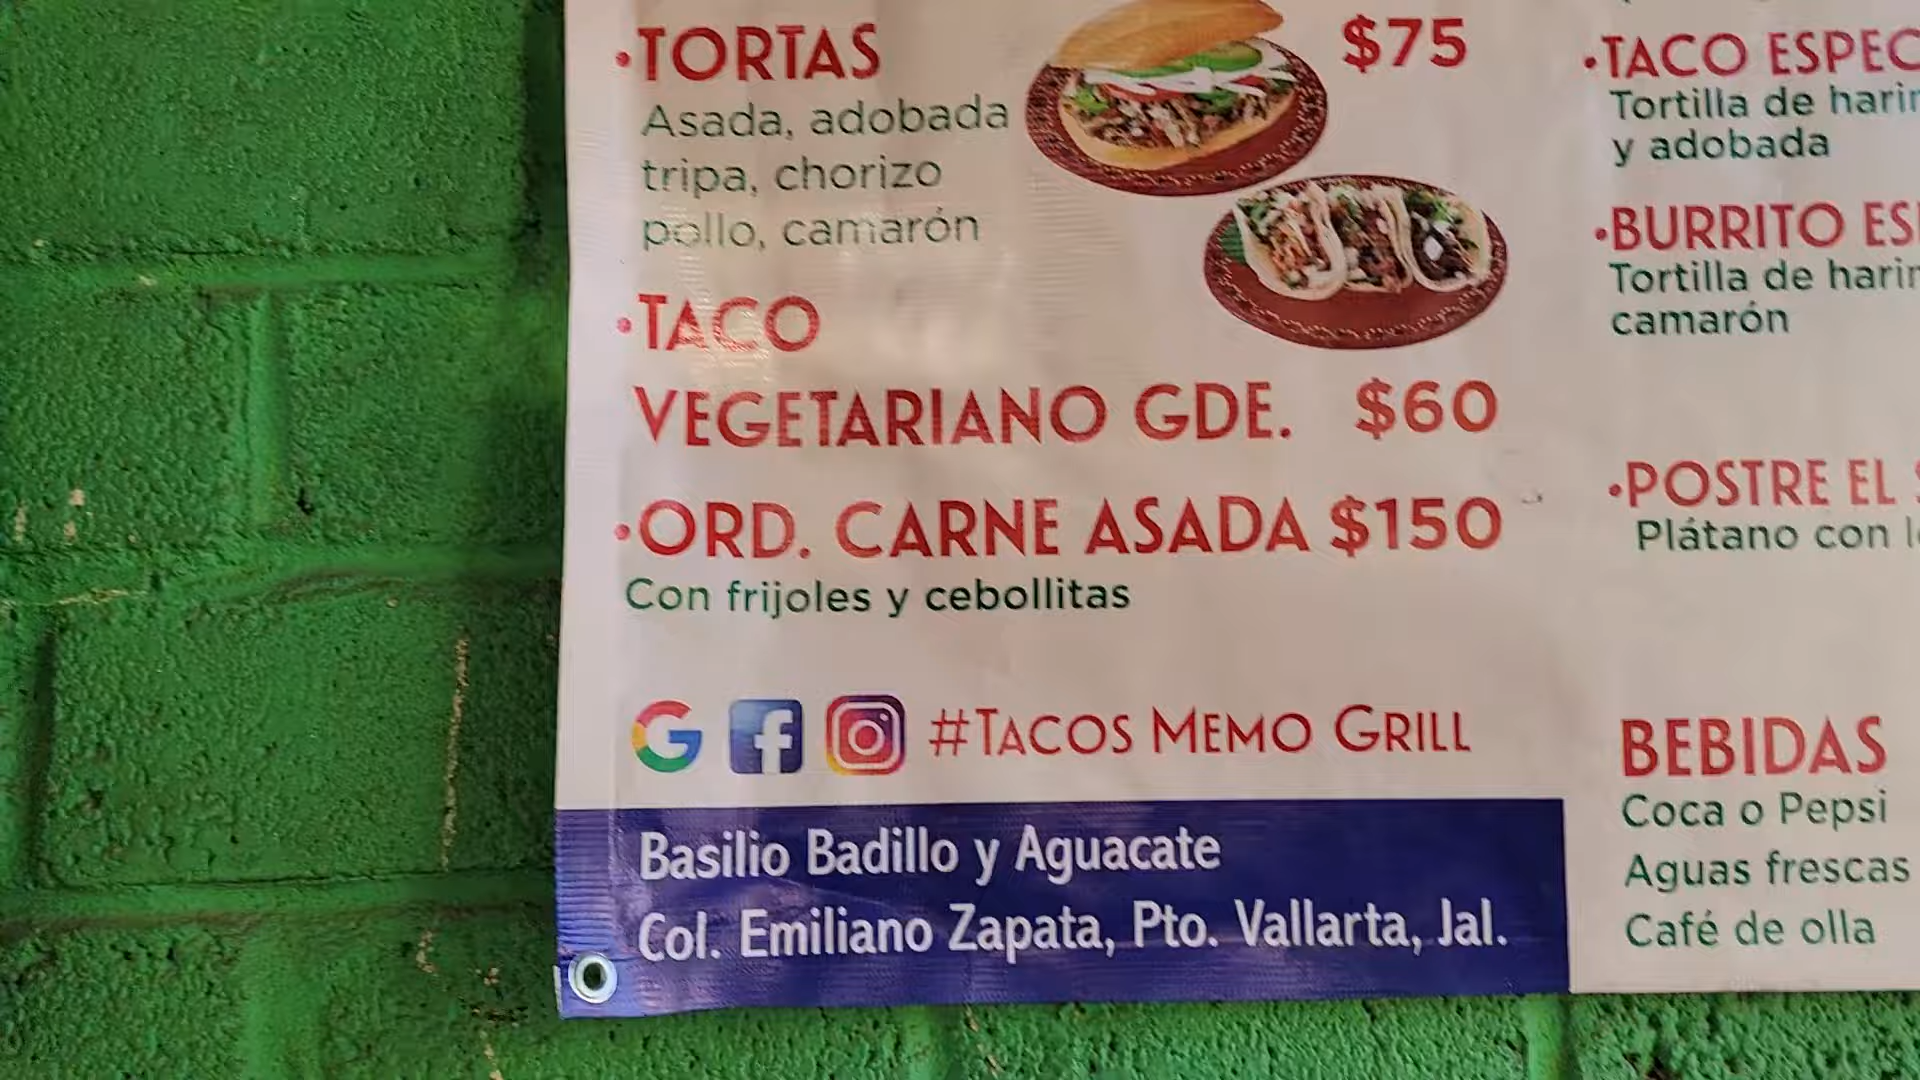 •TORTAS $75
Asada, adobada
tripa, chorizo
pollo, camarón
•TACO
VEGETARIANO GDE. $60
•ORD. CARNE ASADA $150
Con frijoles y cebollitas
#TACOS MEMO GRILL
Basilio Badillo y Aguacate
Col. Emiliano Zapata, Pto. Vallarta, Jal.
•TACO ESPEC
Tortilla de harin
y adobada
•BURRITO ES
Tortilla de harin
camarón
•POSTRE EL
Plátano con
BEBIDAS
Coca o Pepsi
Aguas frescas
Café de olla